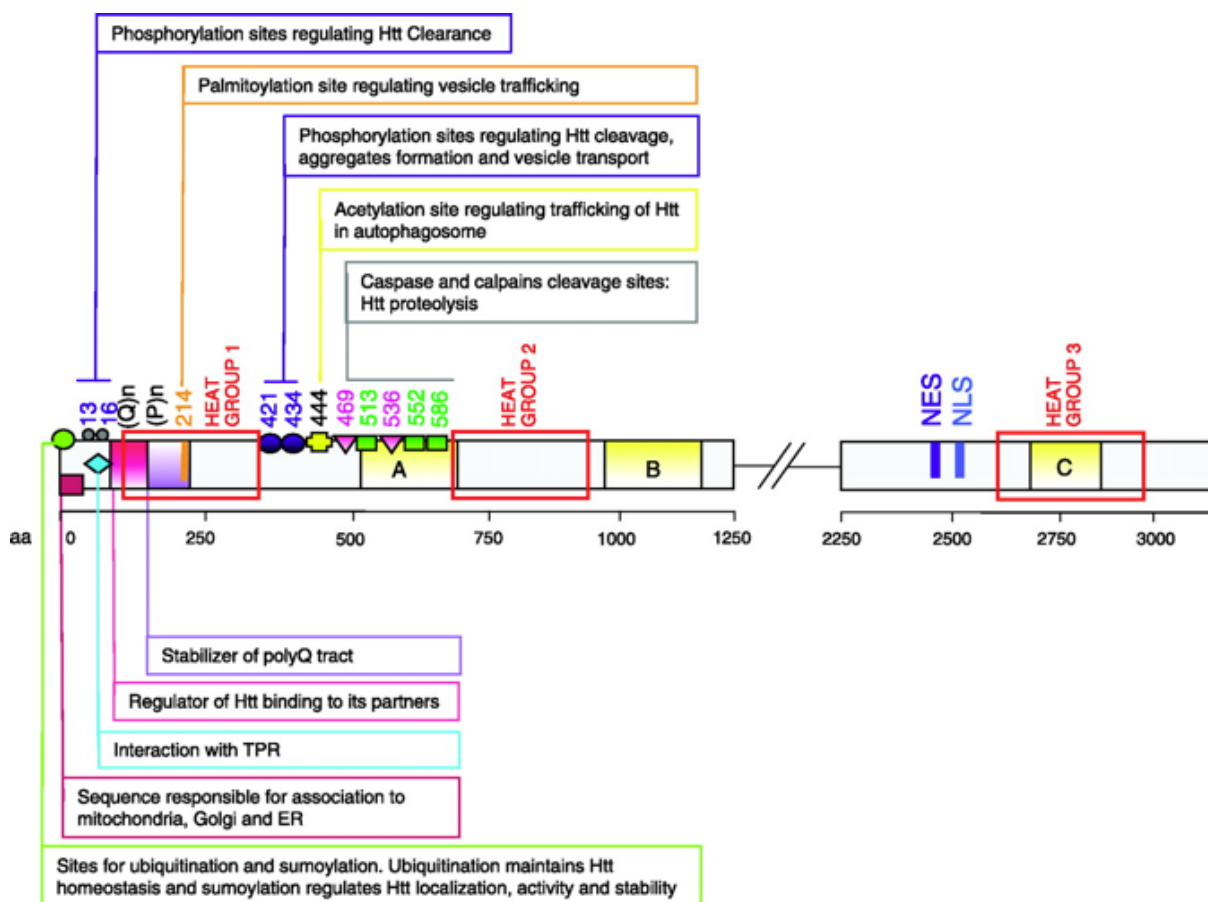 Phosphorylation sites regulating Htt Clearance
Palmitoylation site regulating vesicle trafficking
Phosphorylation sites regulating Htt cleavage,
aggregates formation and vesicle transport
Acetylation site regulating trafficking of Htt
in autophagosome
Caspase and calpains cleavage sites:
Htt proteolysis
13
16
(Q)n
(P)n
214
HEAT
GROUP 1
421
434
444
469
513
536
552
586
HEAT
GROUP 2
NES
NLS
HEAT
GROUP 3
A
B
C
aa 0 250 500 750 1000 1250 2250 2500 2750 3000
Stabilizer of polyQ tract
Regulator of Htt binding to its partners
Interaction with TPR
Sequence responsible for association to
mitochondria, Golgi and ER
Sites for ubiquitination and sumoylation. Ubiquitination maintains Htt
homeostasis and sumoylation regulates Htt localization, activity and stability